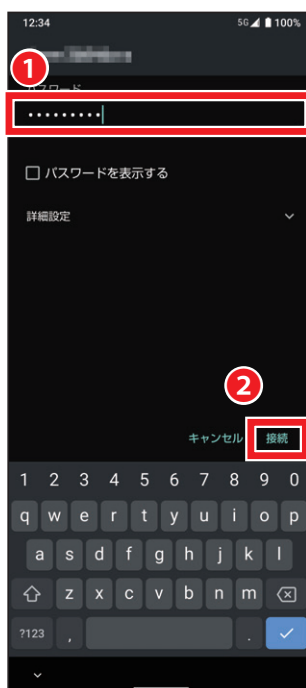 12:34 5G 100%
1
パスワード
•••••••••
パスワードを表示する
詳細設定
2
キャンセル 接続
1 2 3 4 5 6 7 8 9 0
q w e r t y u i o p
a s d f g h j k l
z x c v b n m
?123 , .